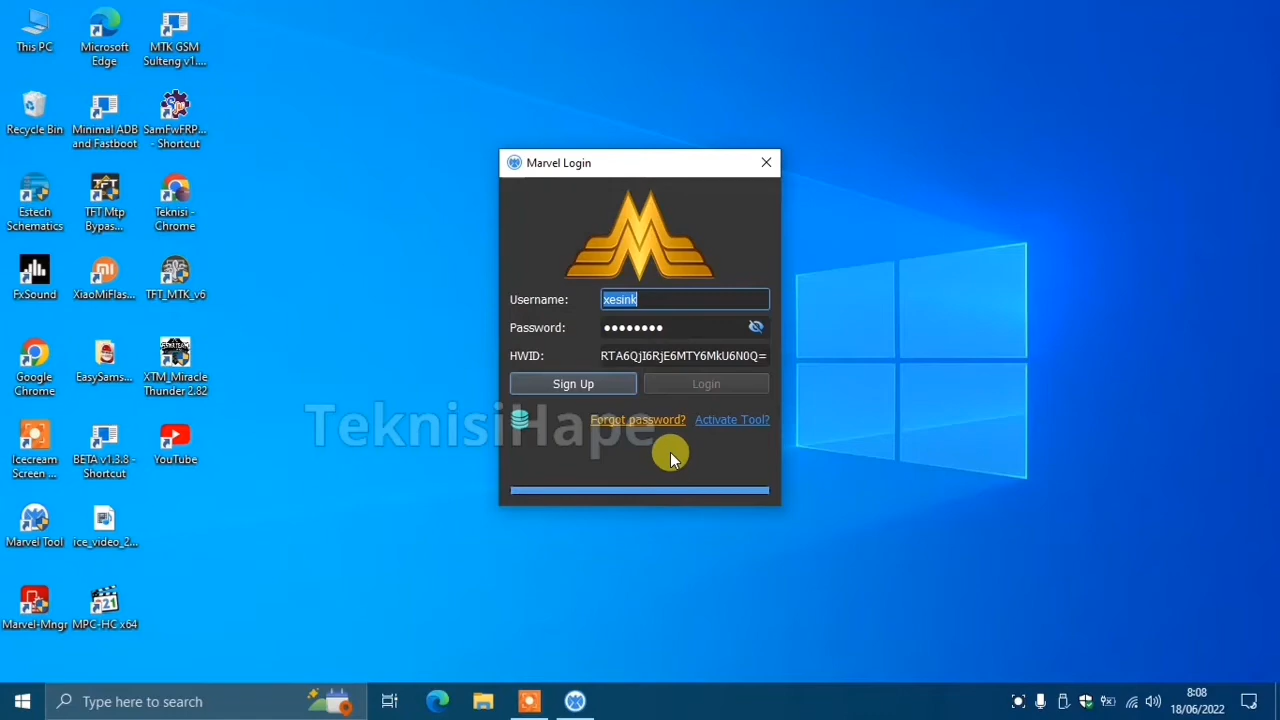 This PC
Microsoft
Edge
MTK GSM
Sulteng v1....
Recycle Bin
Minimal ADB
and Fastboot
SamFwFRP...
- Shortcut
Estech
Schematics
TFT Mtp
Bypas...
Teknisi -
Chrome
FxSound
XiaoMiFlas...
TFT_MTK_v6
Google
Chrome
EasySams...
XTM_Miracle
Thunder 2.82
Icecream
Screen ...
BETA v1.3.8 -
Shortcut
YouTube
Marvel Tool
ice_video_2...
Marvel-Mngr
MPC-HC x64
Marvel Login
Username:
xesink
Password:
●●●●●●●●
HWID:
RTA6QjI6RjE6MTY6MkU6N0Q=
Sign Up
Login
Forgot password?
Activate Tool?
TeknisiHape
Type here to search
8:08
18/06/2022